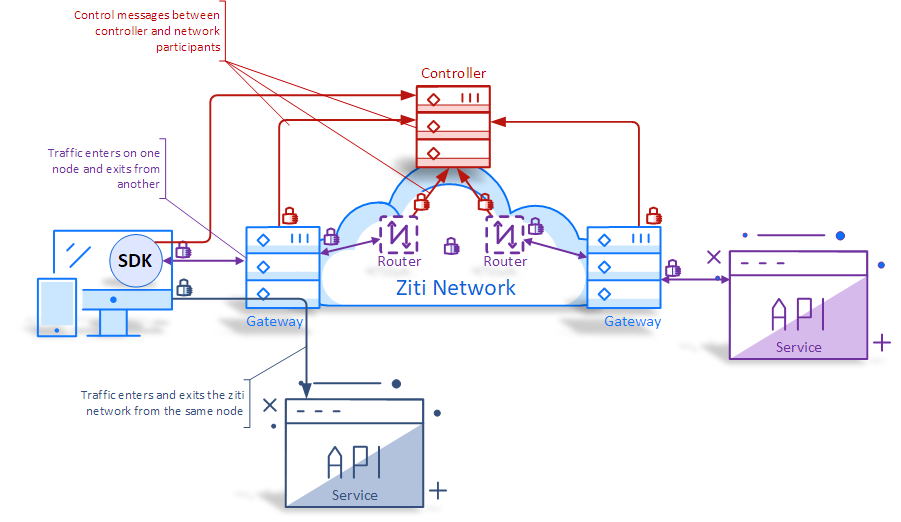 Control messages between
controller and network
participants
Controller
Traffic enters on one
node and exits from
another
SDK
Router
Router
Ziti Network
Gateway
Gateway
API
Service
Traffic enters and exits the ziti
network from the same node
API
Service